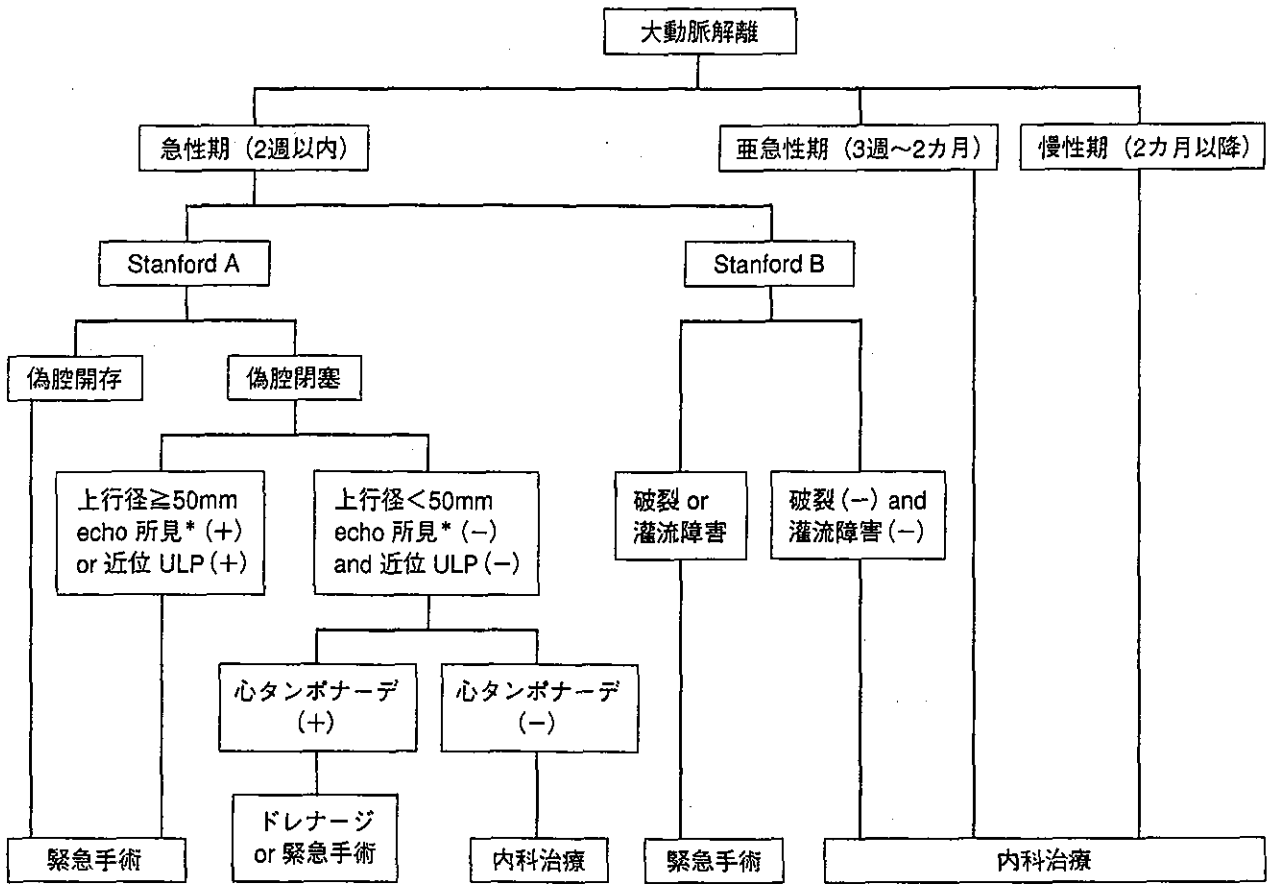 大動脈解離
急性期（2週以内）
亜急性期（3週～2カ月）
慢性期（2カ月以降）
Stanford A
Stanford B
偽腔開存
偽腔閉塞
上行径≧50mm
echo 所見*（＋）
or 近位 ULP（＋）
上行径＜50mm
echo 所見*（－）
and 近位 ULP（－）
破裂 or
灌流障害
破裂（－）and
灌流障害（－）
心タンポナーデ
（＋）
心タンポナーデ
（－）
緊急手術
ドレナージ
or 緊急手術
内科治療
緊急手術
内科治療